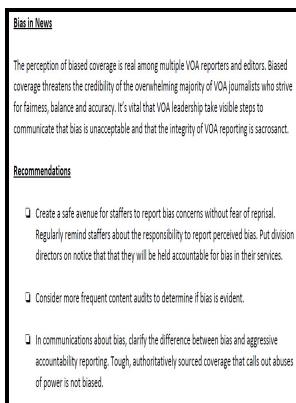 Bias in News
The perception of biased coverage is real among multiple VOA reporters and editors. Biased
coverage threatens the credibility of the overwhelming majority of VOA journalists who strive
for fairness, balance and accuracy. It's vital that VOA leadership take visible steps to
communicate that bias is unacceptable and that the integrity of VOA reporting is sacrosanct.
Recommendations
❑ Create a safe avenue for staffers to report bias concerns without fear of reprisal.
Regularly remind staffers about the responsibility to report perceived bias. Put division
directors on notice that that they will be held accountable for bias in their services.
❑ Consider more frequent content audits to determine if bias is evident.
❑ In communications about bias, clarify the difference between bias and aggressive
accountability reporting. Tough, authoritatively sourced coverage that calls out abuses
of power is not biased.